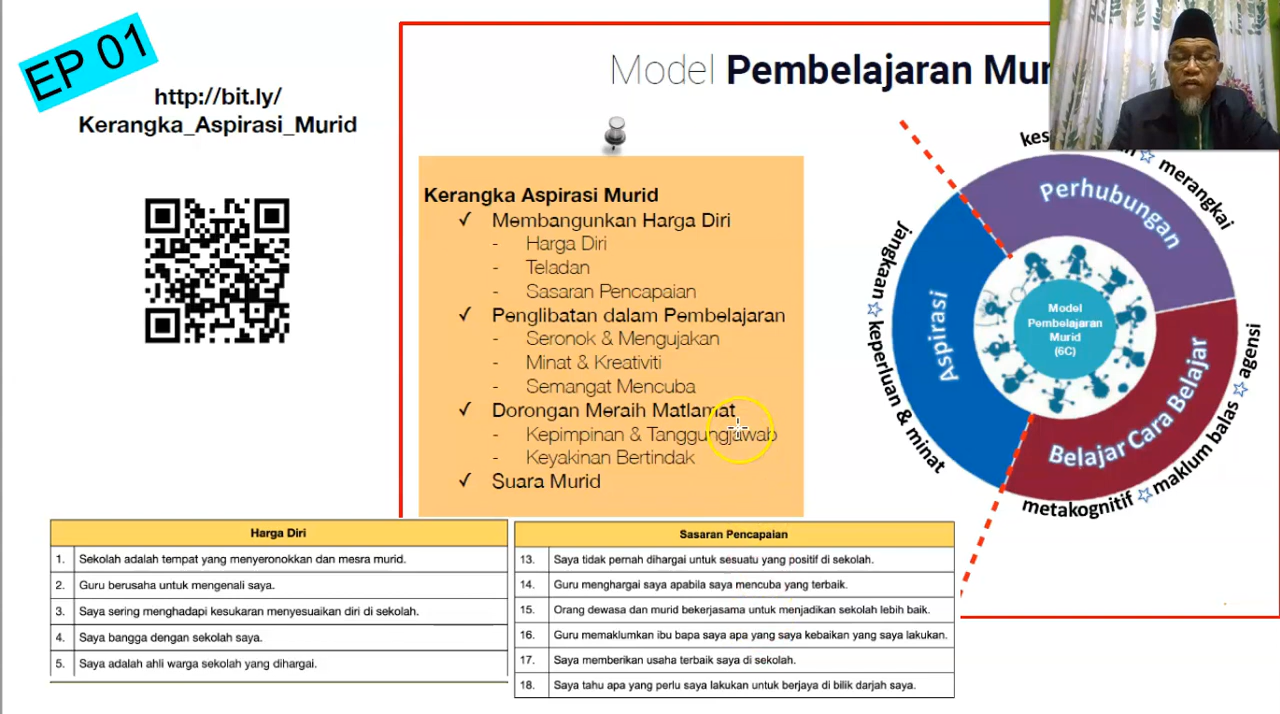 EP 01
http://bit.ly/
Kerangka_Aspirasi_Murid
Model Pembelajaran
Kerangka Aspirasi Murid
✓ Membangunkan Harga Diri
- Harga Diri
- Teladan
- Sasaran Pencapaian
✓ Penglibatan dalam Pembelajaran
- Seronok & Mengujakan
- Minat & Kreativiti
- Semangat Mencuba
✓ Dorongan Meraih Matlamat
- Kepimpinan & Tanggungjawab
- Keyakinan Bertindak
✓ Suara Murid
☆ merangkai
Perhubungan
jangkaan ☆ keperluan & minat
Aspirasi
Model
Pembelajaran
Murid
(6C)
Belajar Cara Belajar
metakognitif ☆ maklum balas ☆ agensi
Harga Diri
1. Sekolah adalah tempat yang menyeronokkan dan mesra murid.
2. Guru berusaha untuk mengenali saya.
3. Saya sering menghadapi kesukaran menyesuaikan diri di sekolah.
4. Saya bangga dengan sekolah saya.
5. Saya adalah ahli warga sekolah yang dihargai.
Sasaran Pencapaian
13. Saya tidak pernah dihargai untuk sesuatu yang positif di sekolah.
14. Guru menghargai saya apabila saya mencuba yang terbaik.
15. Orang dewasa dan murid bekerjasama untuk menjadikan sekolah lebih baik.
16. Guru memaklumkan ibu bapa saya apa yang saya kebaikan yang saya lakukan.
17. Saya memberikan usaha terbaik saya di sekolah.
18. Saya tahu apa yang perlu saya lakukan untuk berjaya di bilik darjah saya.